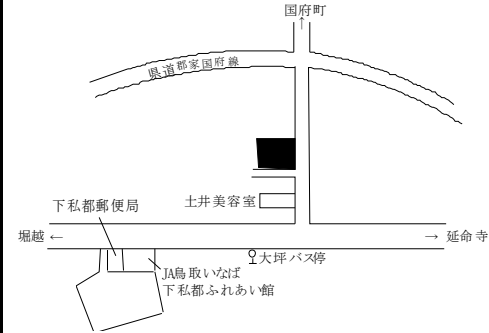 国府町
↑
県道郡家国府線
土井美容室
下私都郵便局
堀越 ←
→ 延命寺
大坪バス停
JA鳥取いなば
下私都ふれあい館